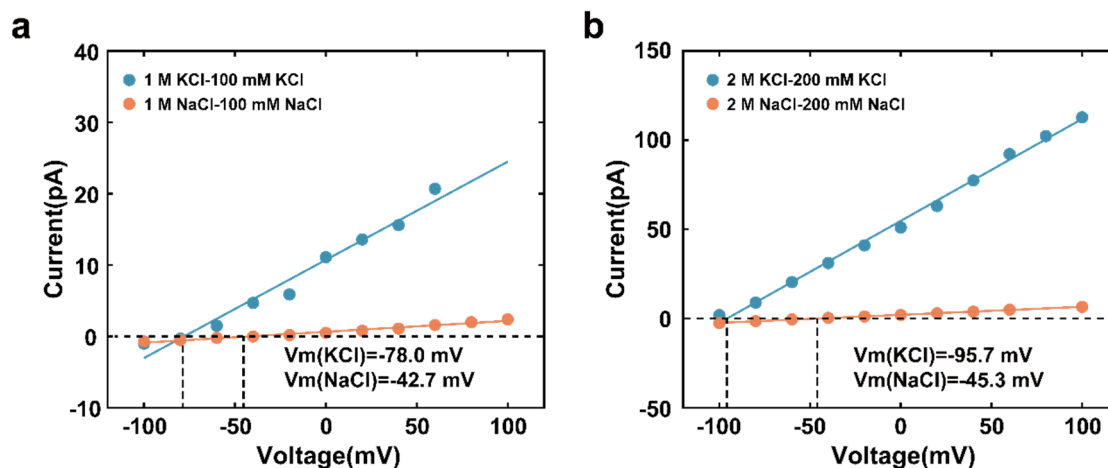 a
40
30
20
10
0
-10
Current(pA)
1 M KCl-100 mM KCl
1 M NaCl-100 mM NaCl
Vm(KCl)=-78.0 mV
Vm(NaCl)=-42.7 mV
-100 -50 0 50 100
Voltage(mV)
b
150
100
50
0
-50
Current(pA)
2 M KCl-200 mM KCl
2 M NaCl-200 mM NaCl
Vm(KCl)=-95.7 mV
Vm(NaCl)=-45.3 mV
-100 -50 0 50 100
Voltage(mV)